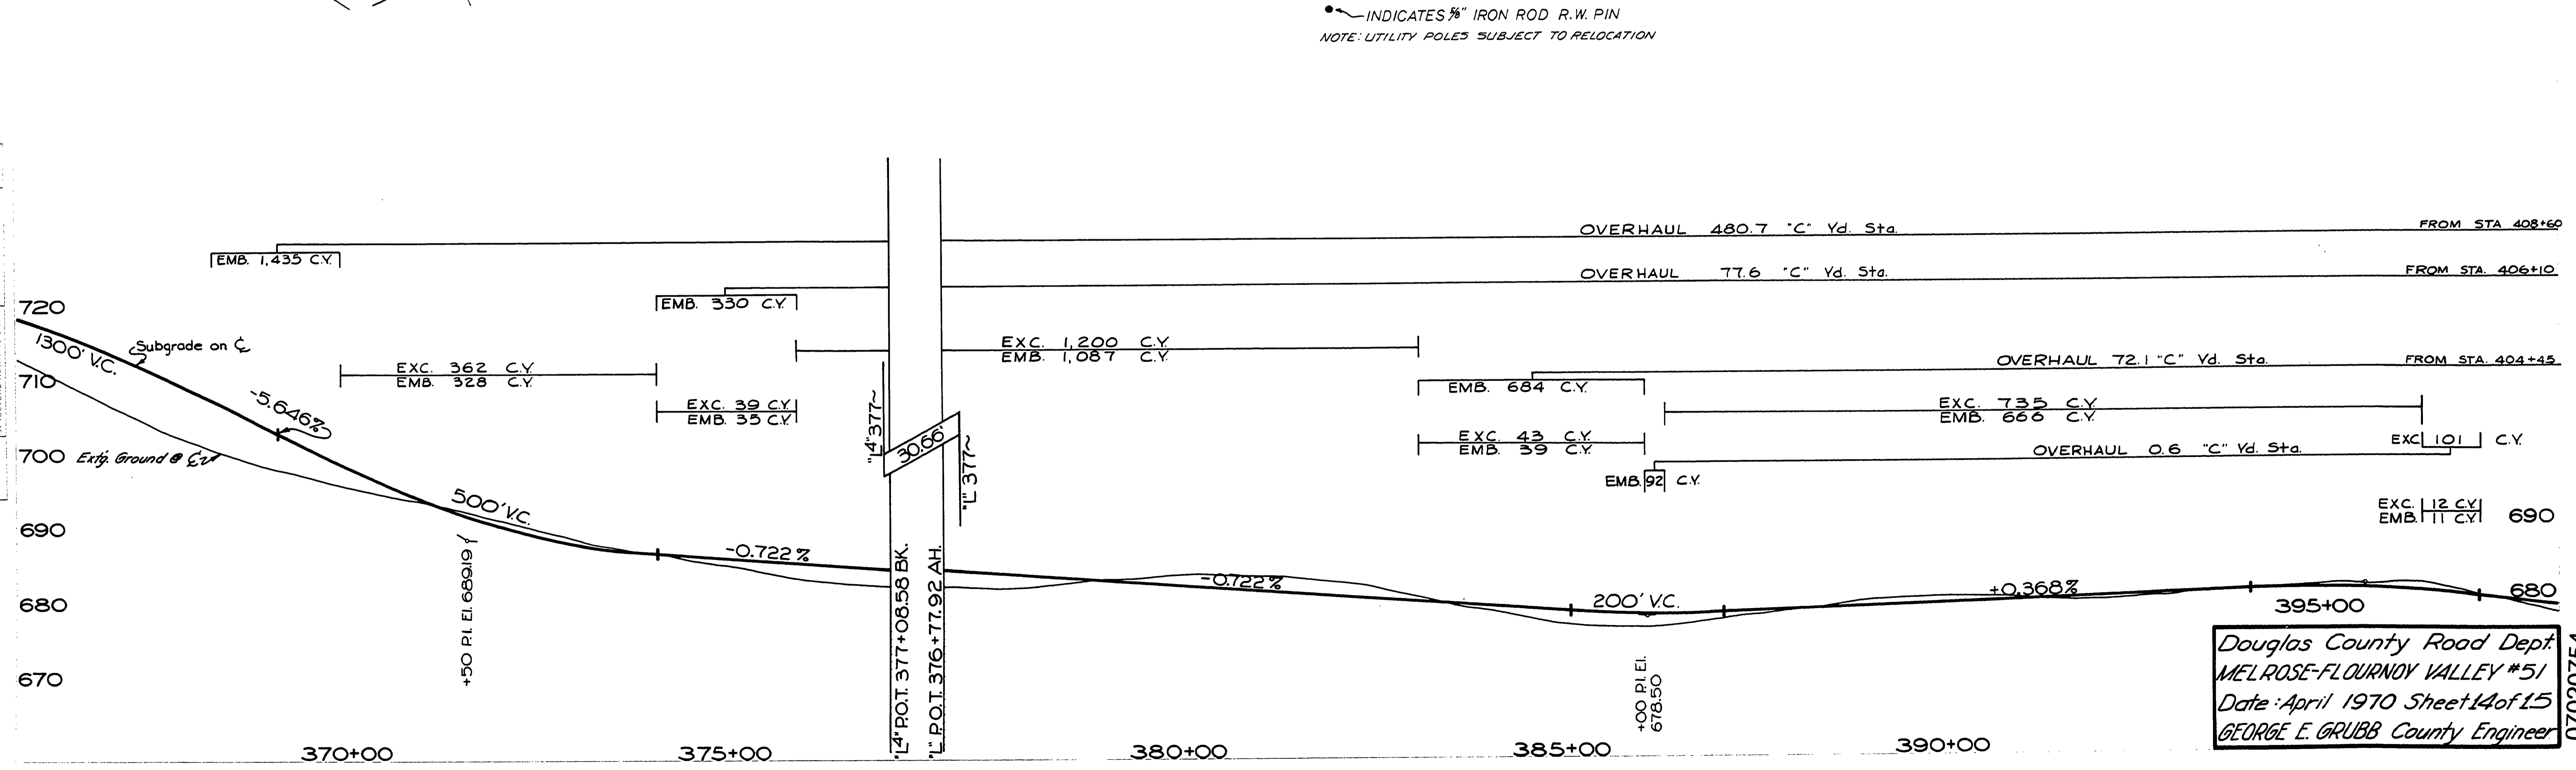 INDICATES 5/8" IRON ROD R.W. PIN
NOTE: UTILITY POLES SUBJECT TO RELOCATION
OVERHAUL 480.7 "C" Yd. Sta.
FROM STA 408+60
EMB. 1,435 C.Y.
OVERHAUL 77.6 "C" Yd. Sta.
FROM STA. 406+10
EMB. 330 C.Y.
720
1300' V.C.
Subgrade on ℄
EXC. 1,200 C.Y.
EMB. 1,087 C.Y.
OVERHAUL 72.1 "C" Yd. Sta.
FROM STA. 404+45
710
EXC. 362 C.Y.
EMB. 328 C.Y.
EMB. 684 C.Y.
-5.646%
EXC. 39 C.Y.
EMB. 35 C.Y.
"L4" 377~
30.66'
"L" 377~
EXC. 735 C.Y.
EMB. 666 C.Y.
EXC. 43 C.Y.
EMB. 39 C.Y.
EXC 101 C.Y.
700
Extg. Ground @ ℄
OVERHAUL 0.6 "C" Yd. Sta.
EMB. 92 C.Y.
500' V.C.
EXC. 12 C.Y.
EMB. 11 C.Y.
690
690
+50 P.I. El. 689.19
-0.722%
"L4" P.O.T. 377+08.58 BK.
"L" P.O.T. 376+77.92 AH.
-0.722%
200' V.C.
+0.368%
680
680
395+00
670
+00 P.I. El.
678.50
370+00
375+00
380+00
385+00
390+00
Douglas County Road Dept.
MELROSE-FLOURNOY VALLEY #51
Date: April 1970 Sheet 14 of 15
GEORGE E. GRUBB County Engineer